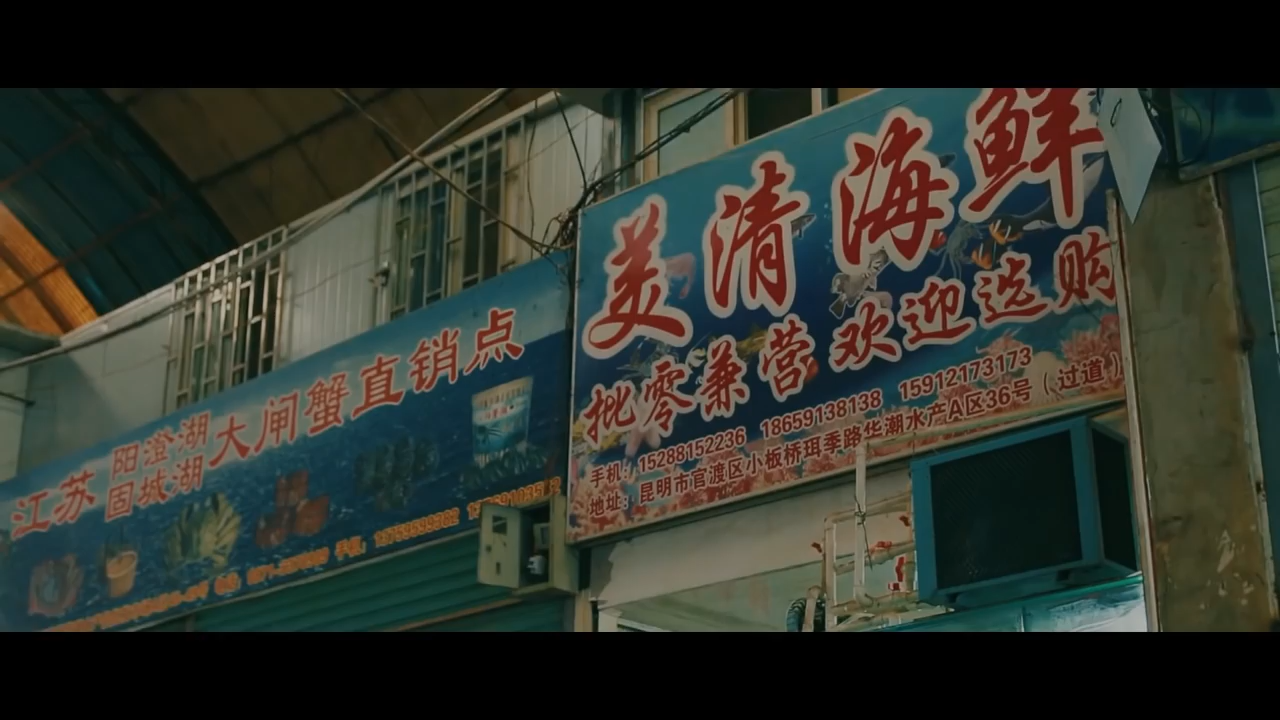 美清海鲜
批零兼营 欢迎选购
手机：15288152236 18659138138 15912173173
地址：昆明市官渡区小板桥珥季路华潮水产A区36号（过道）
江苏 阳澄湖 固城湖 大闸蟹直销点
手机：